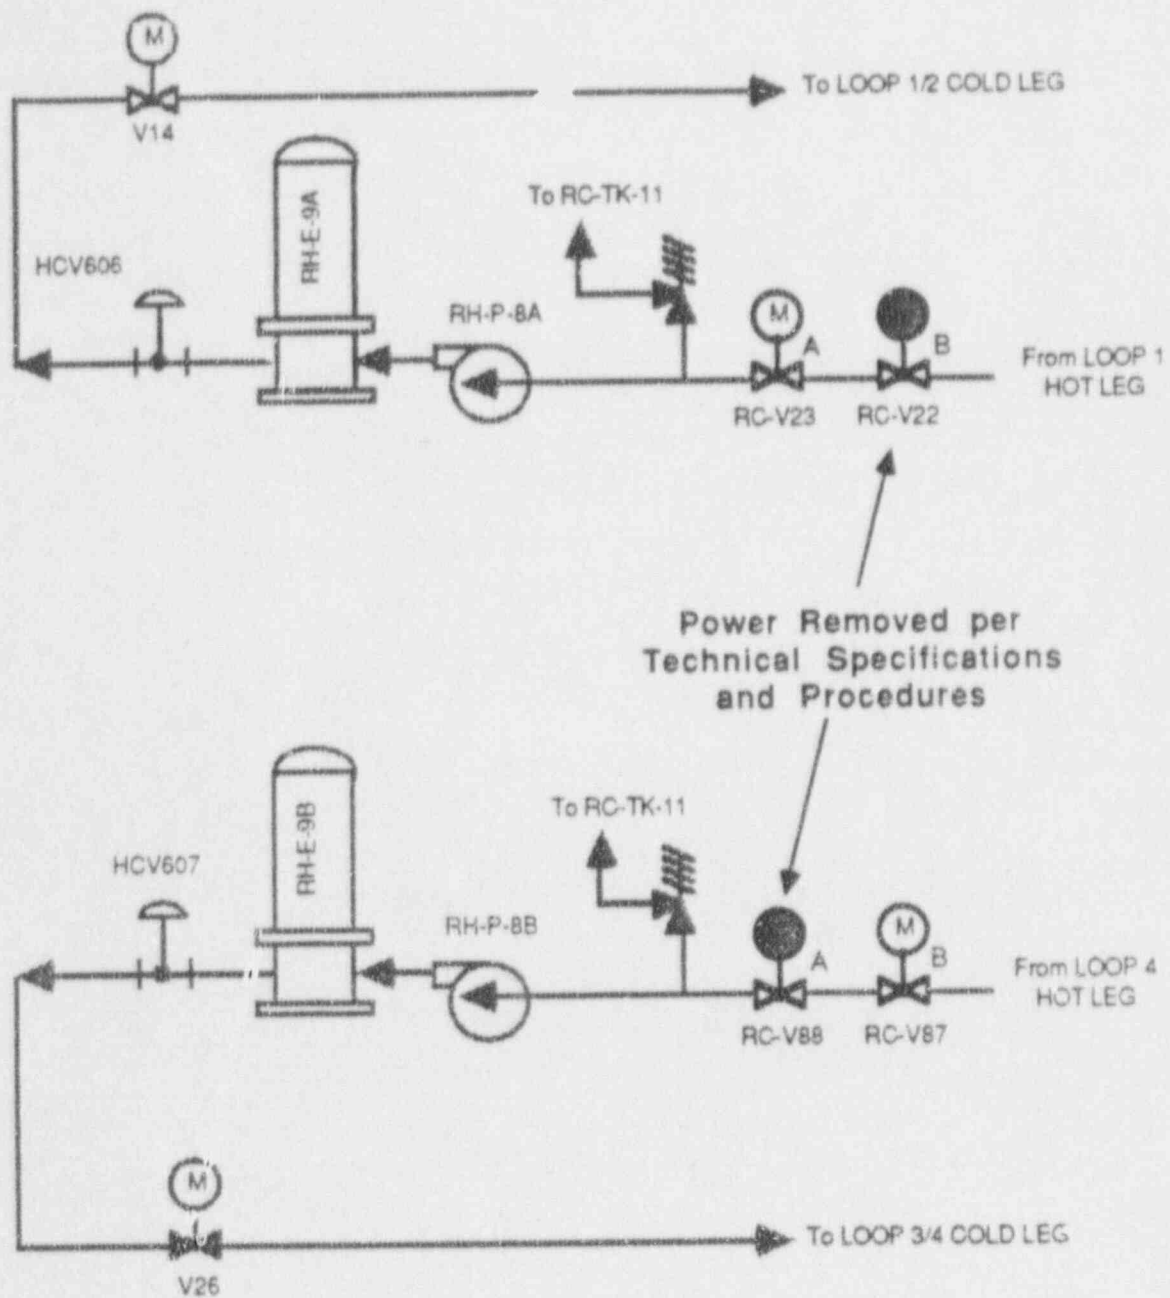 M
To LOOP 1/2 COLD LEG
V14
To RC-TK-11
RH-E-9A
HCV606
RH-P-8A
M
A
B
From LOOP 1
HOT LEG
RC-V23
RC-V22
Power Removed per
Technical Specifications
and Procedures
To RC-TK-11
RH-E-9B
HCV607
RH-P-8B
A
M
B
From LOOP 4
HOT LEG
RC-V88
RC-V87
M
To LOOP 3/4 COLD LEG
V26